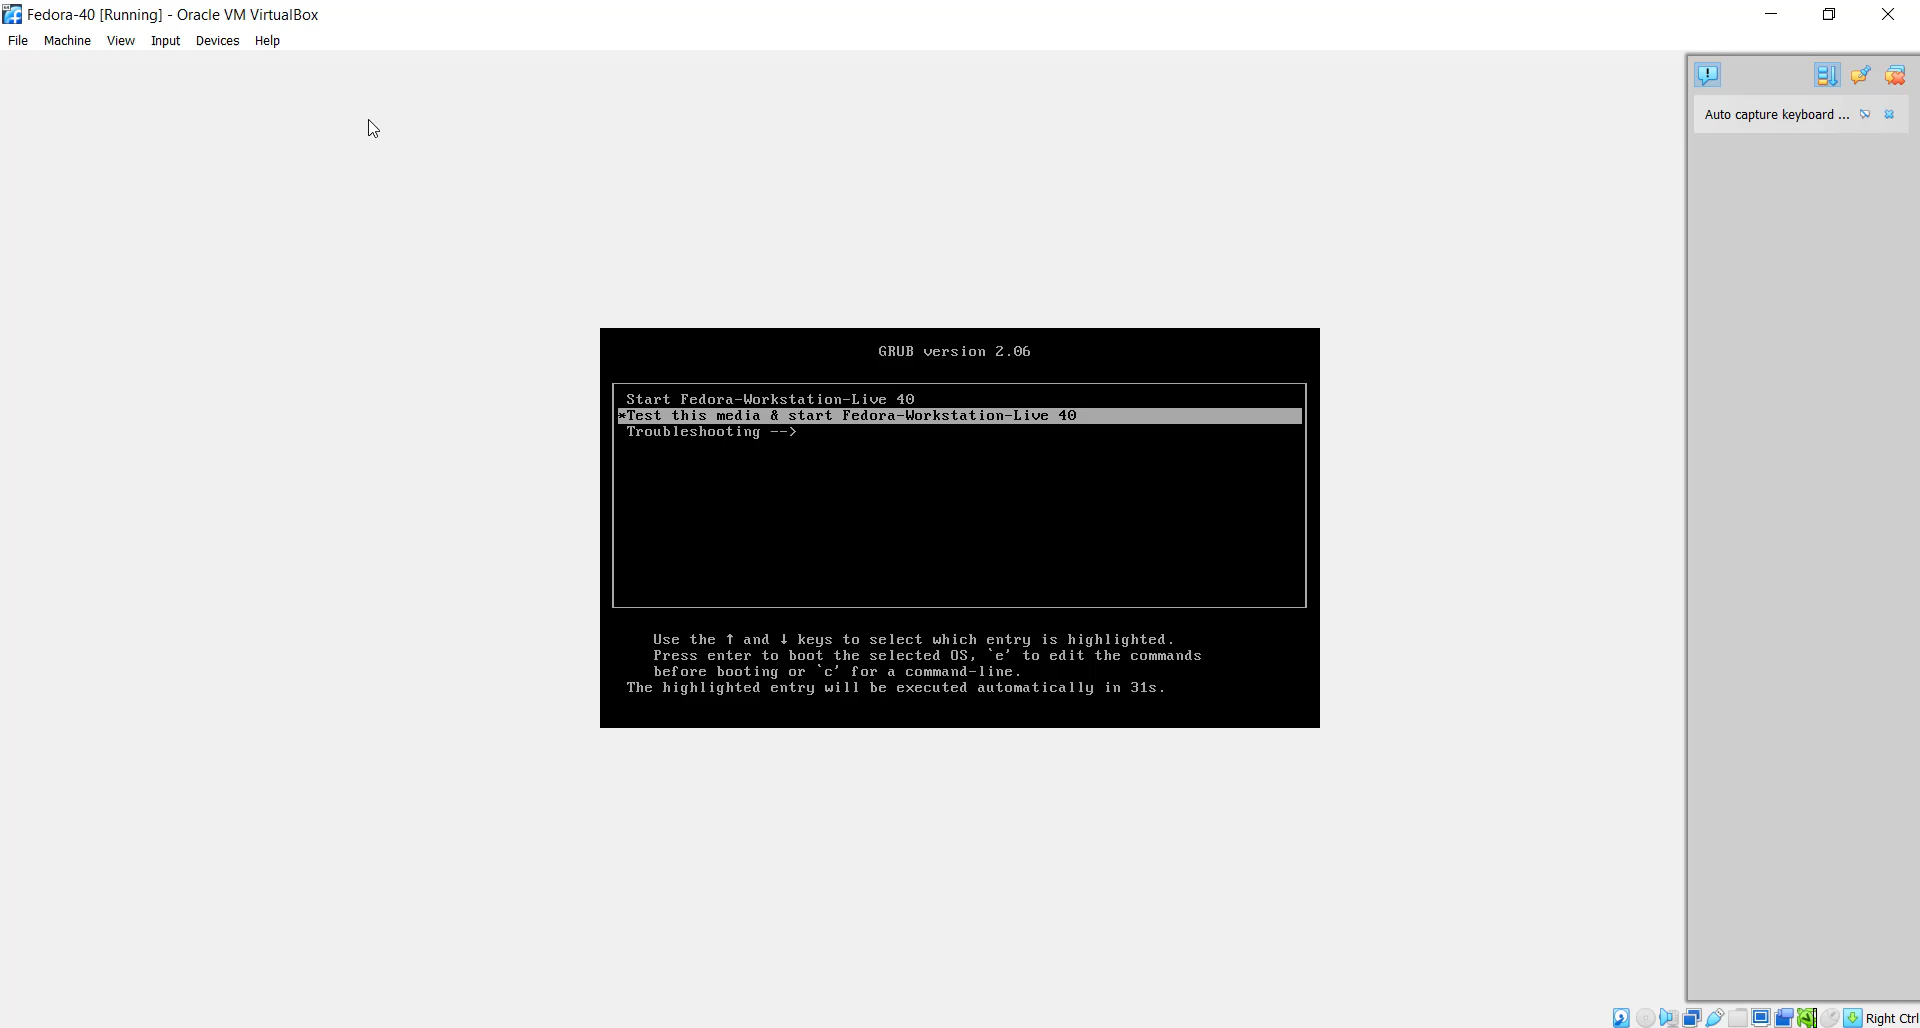 Fedora-40 [Running] - Oracle VM VirtualBox
File Machine View Input Devices Help
Auto capture keyboard ...
GRUB version 2.06
Start Fedora-Workstation-Live 40
*Test this media & start Fedora-Workstation-Live 40
Troubleshooting -->
Use the ↑ and ↓ keys to select which entry is highlighted.
Press enter to boot the selected OS, `e' to edit the commands
before booting or `c' for a command-line.
The highlighted entry will be executed automatically in 31s.
Right Ctrl